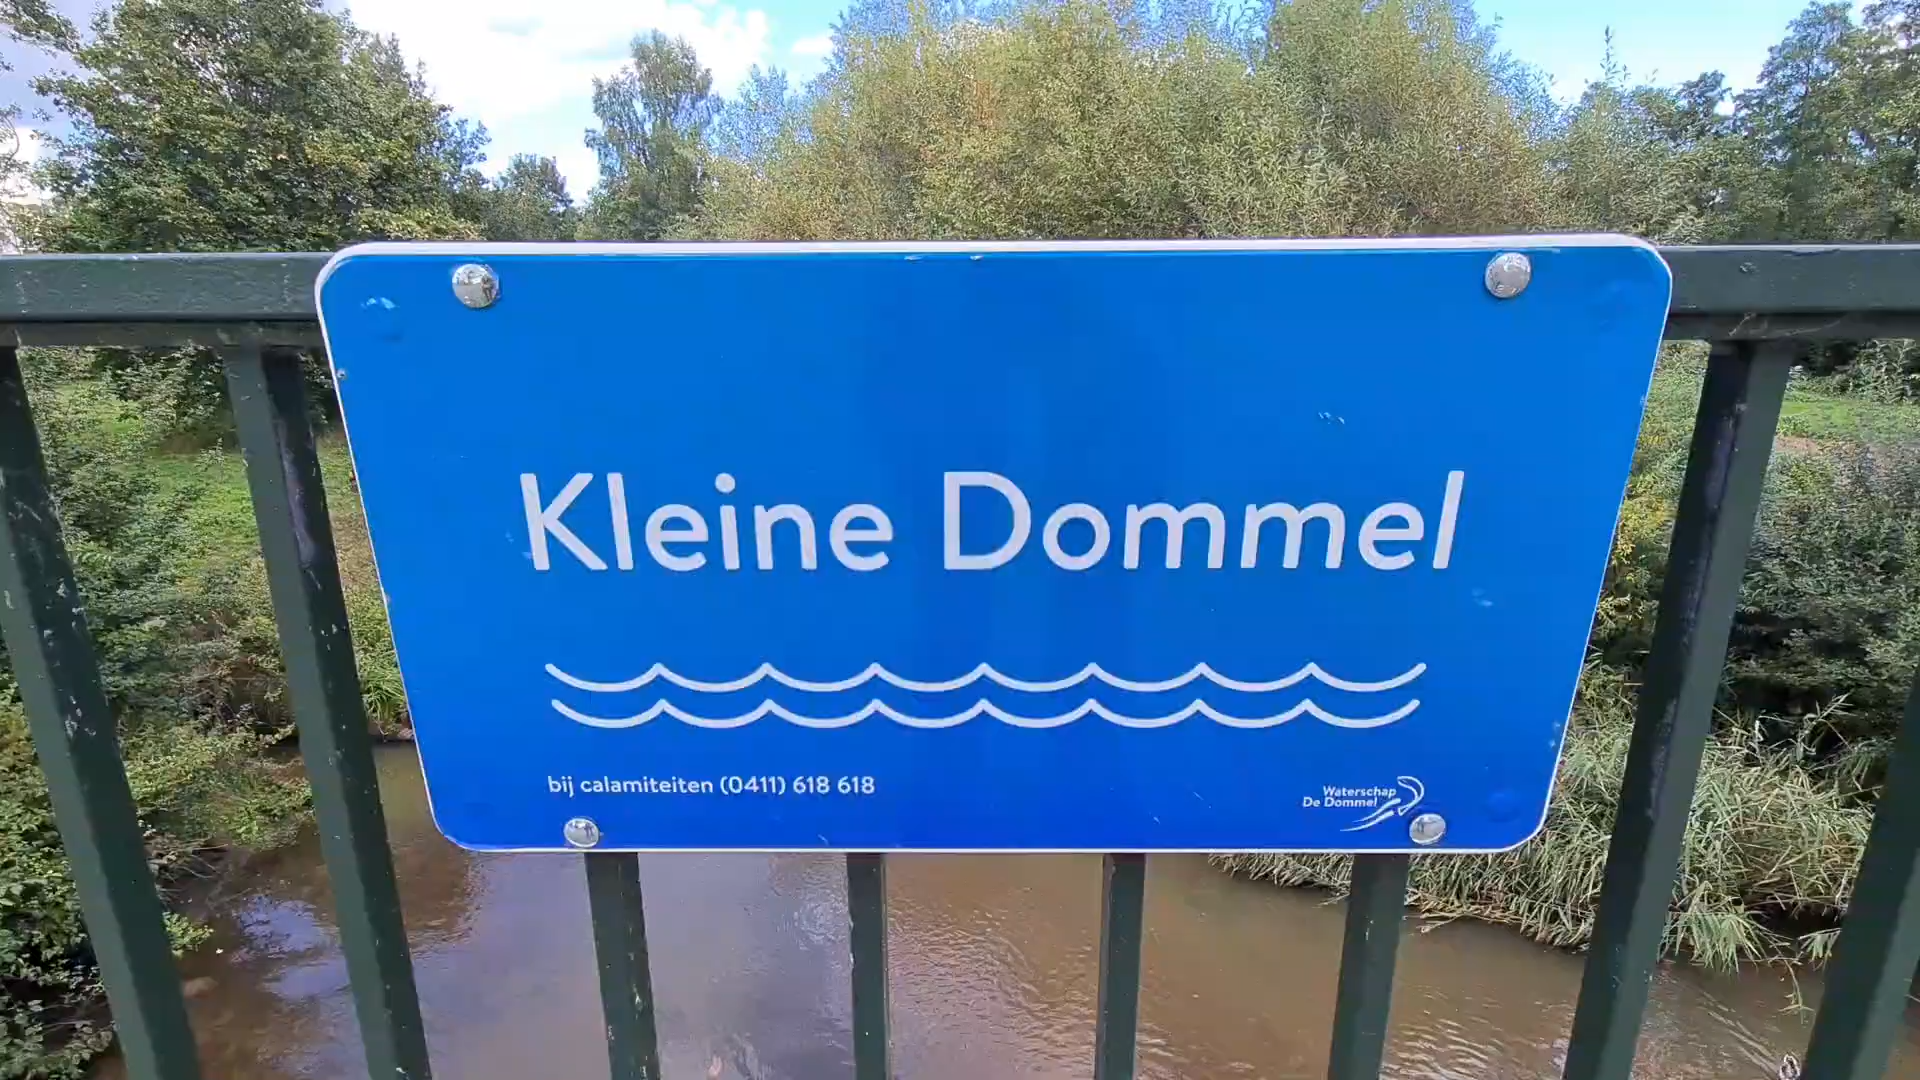 Kleine Dommel
bij calamiteiten (0411) 618 618
Waterschap
De Dommel